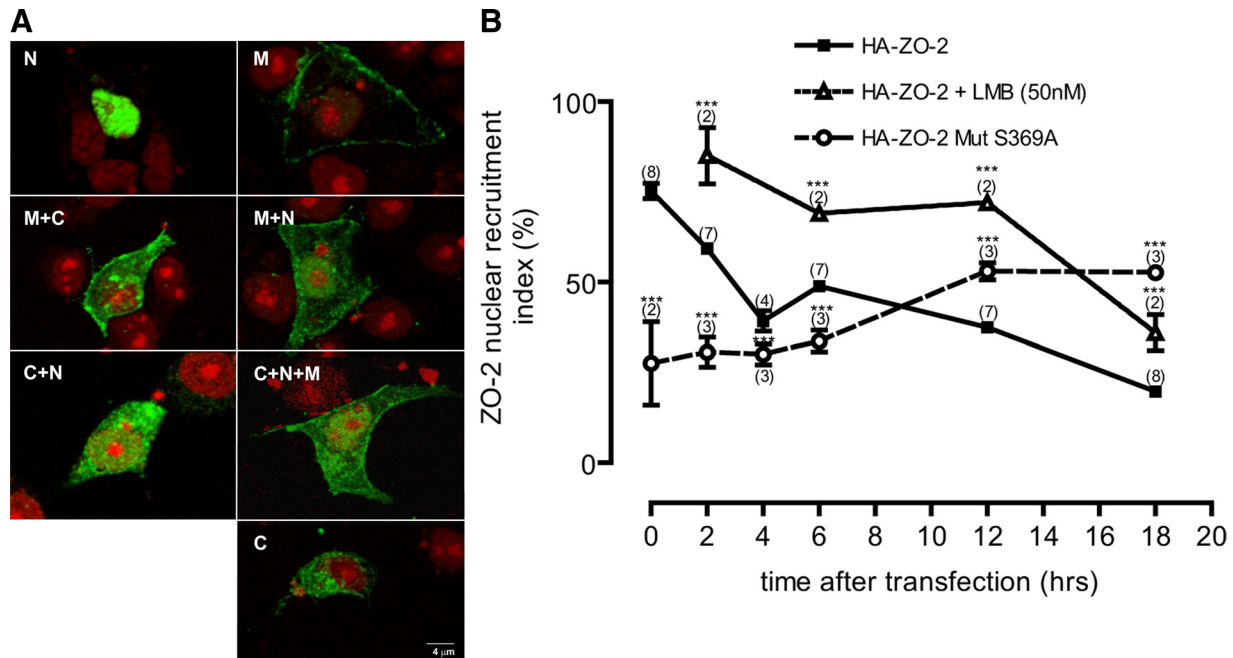 A
N
M
M+C
M+N
C+N
C+N+M
C
4 µm
B
HA-ZO-2
HA-ZO-2 + LMB (50nM)
HA-ZO-2 Mut S369A
ZO-2 nuclear recruitment
index (%)
100
50
0
(8)
(7)
(4)
(7)
(7)
(8)
***
(2)
***
(2)
***
(2)
***
(2)
***
(2)
***
(3)
***
(3)
***
(3)
***
(3)
***
(3)
0 2 4 6 8 10 12 14 16 18 20
time after transfection (hrs)